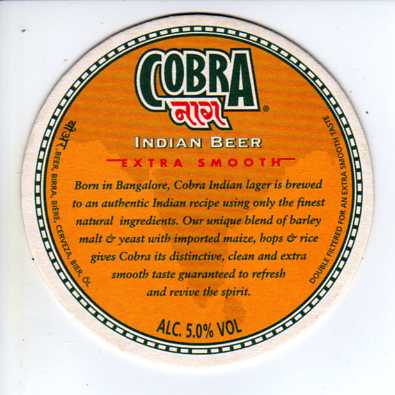 COBRA
नाग
®
INDIAN BEER
EXTRA SMOOTH
Born in Bangalore, Cobra Indian lager is brewed
to an authentic Indian recipe using only the finest
natural ingredients. Our unique blend of barley
malt & yeast with imported maize, hops & rice
gives Cobra its distinctive, clean and extra
smooth taste guaranteed to refresh
and revive the spirit.
ALC. 5.0% VOL
BEER, BIRRA, BIÈRE, CERVEZA, BIER, ÖL.
DOUBLE FILTERED FOR AN EXTRA SMOOTH TASTE